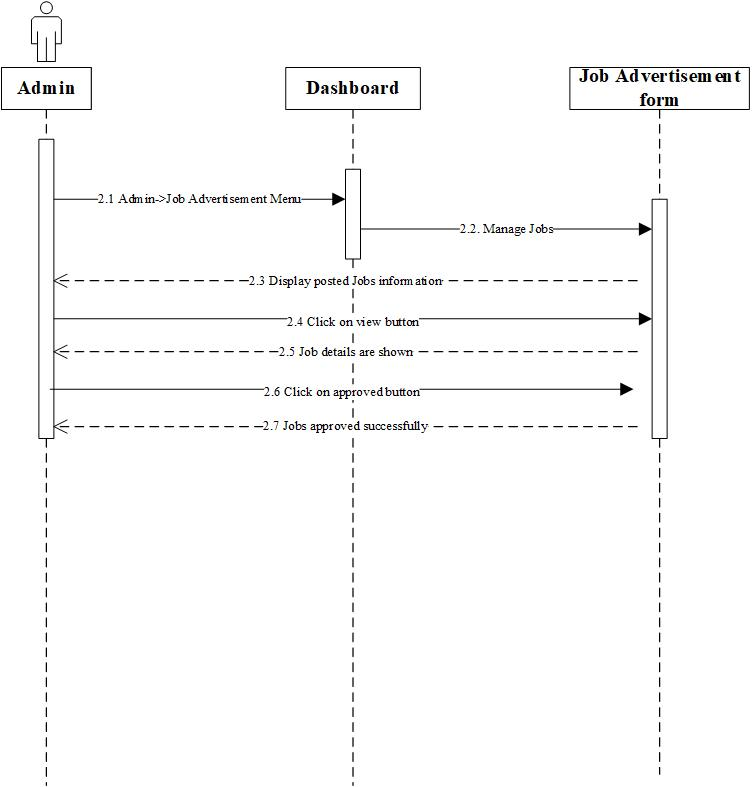 Admin
Dashboard
Job Advertisement
form
2.1 Admin->Job Advertisement Menu
2.2. Manage Jobs
2.3 Display posted Jobs information
2.4 Click on view button
2.5 Job details are shown
2.6 Click on approved button
2.7 Jobs approved successfully